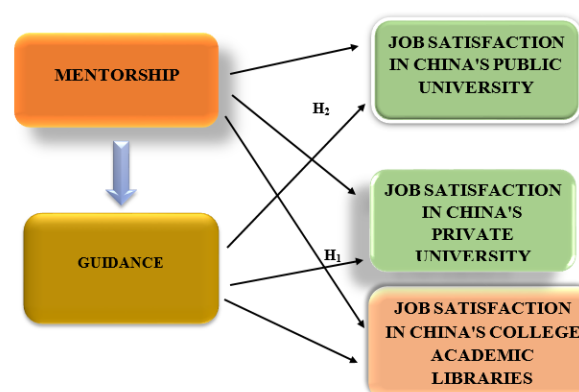 MENTORSHIP
JOB SATISFACTION
IN CHINA'S PUBLIC
UNIVERSITY
H2
JOB SATISFACTION
IN CHINA'S
PRIVATE
UNIVERSITY
GUIDANCE
H1
JOB SATISFACTION
IN CHINA'S COLLEGE
ACADEMIC
LIBRARIES